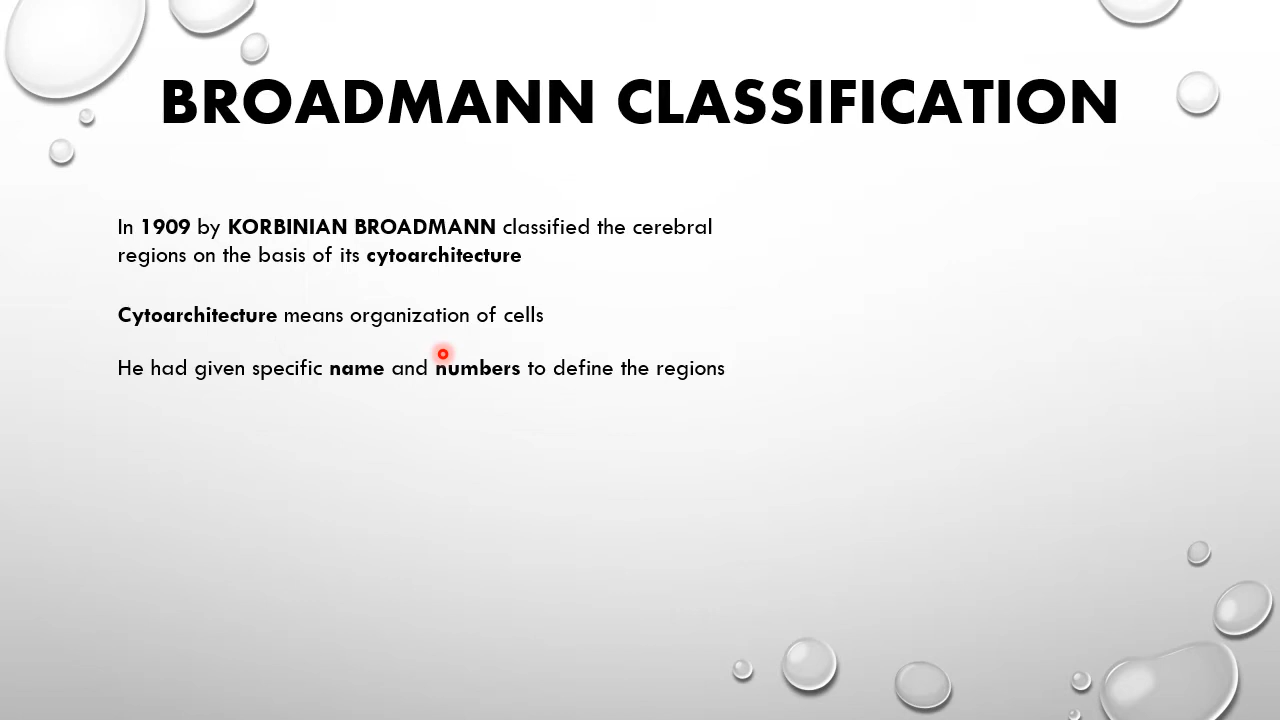 BROADMANN CLASSIFICATION
In 1909 by KORBINIAN BROADMANN classified the cerebral
regions on the basis of its cytoarchitecture
Cytoarchitecture means organization of cells
He had given specific name and numbers to define the regions